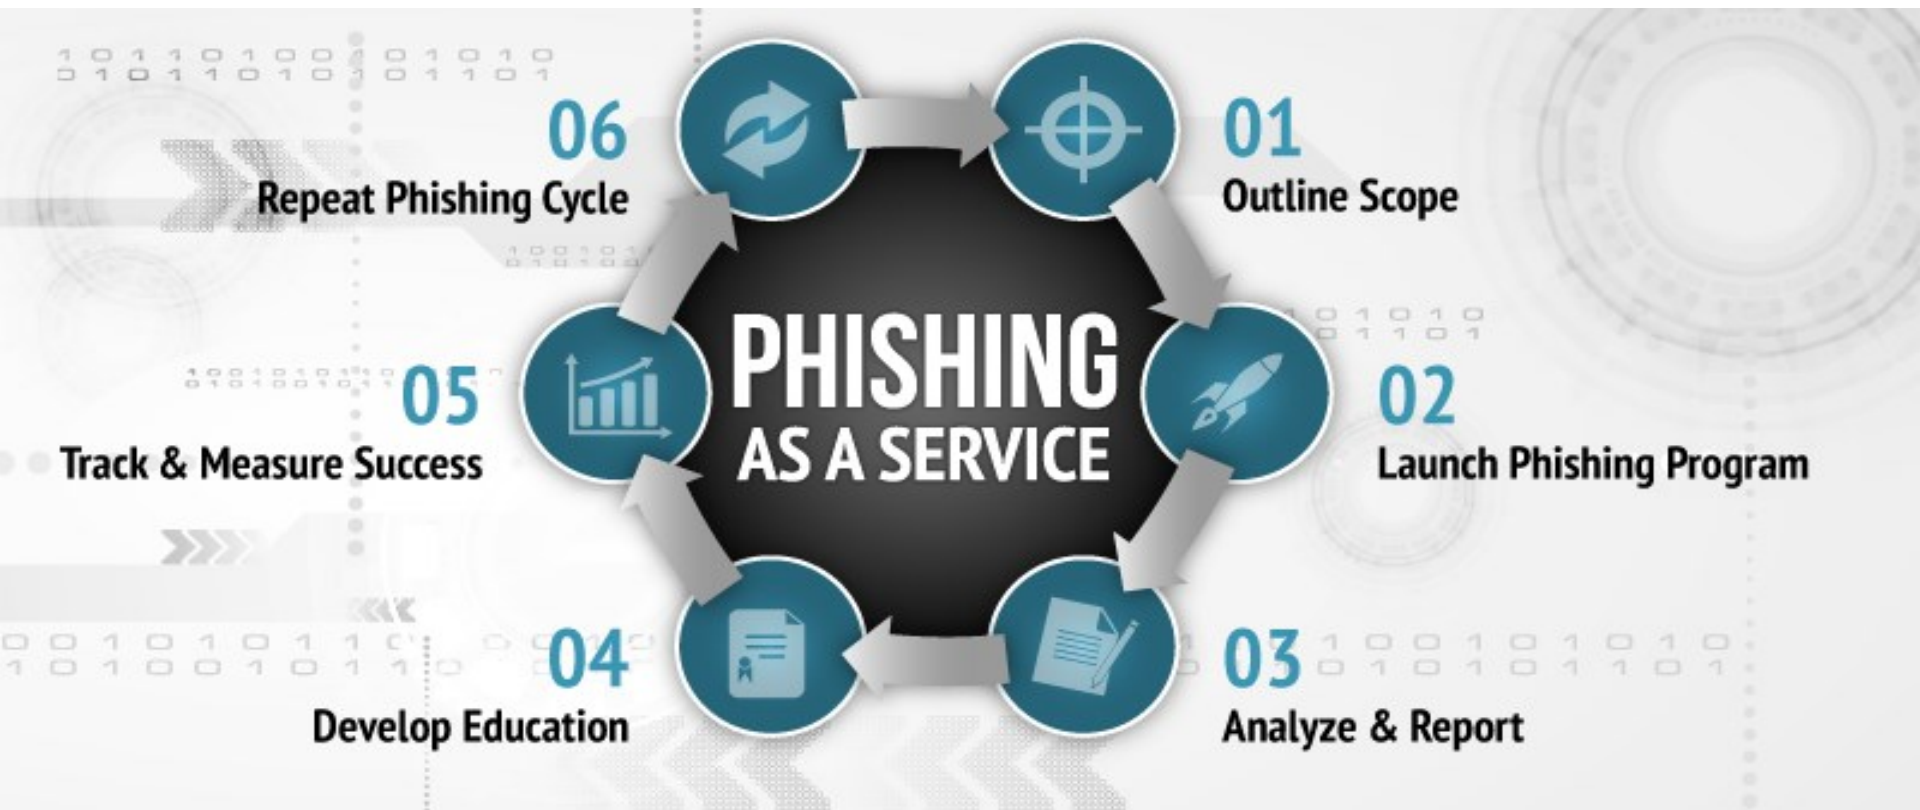 PHISHING
AS A SERVICE
01
Outline Scope
02
Launch Phishing Program
03
Analyze & Report
04
Develop Education
05
Track & Measure Success
06
Repeat Phishing Cycle